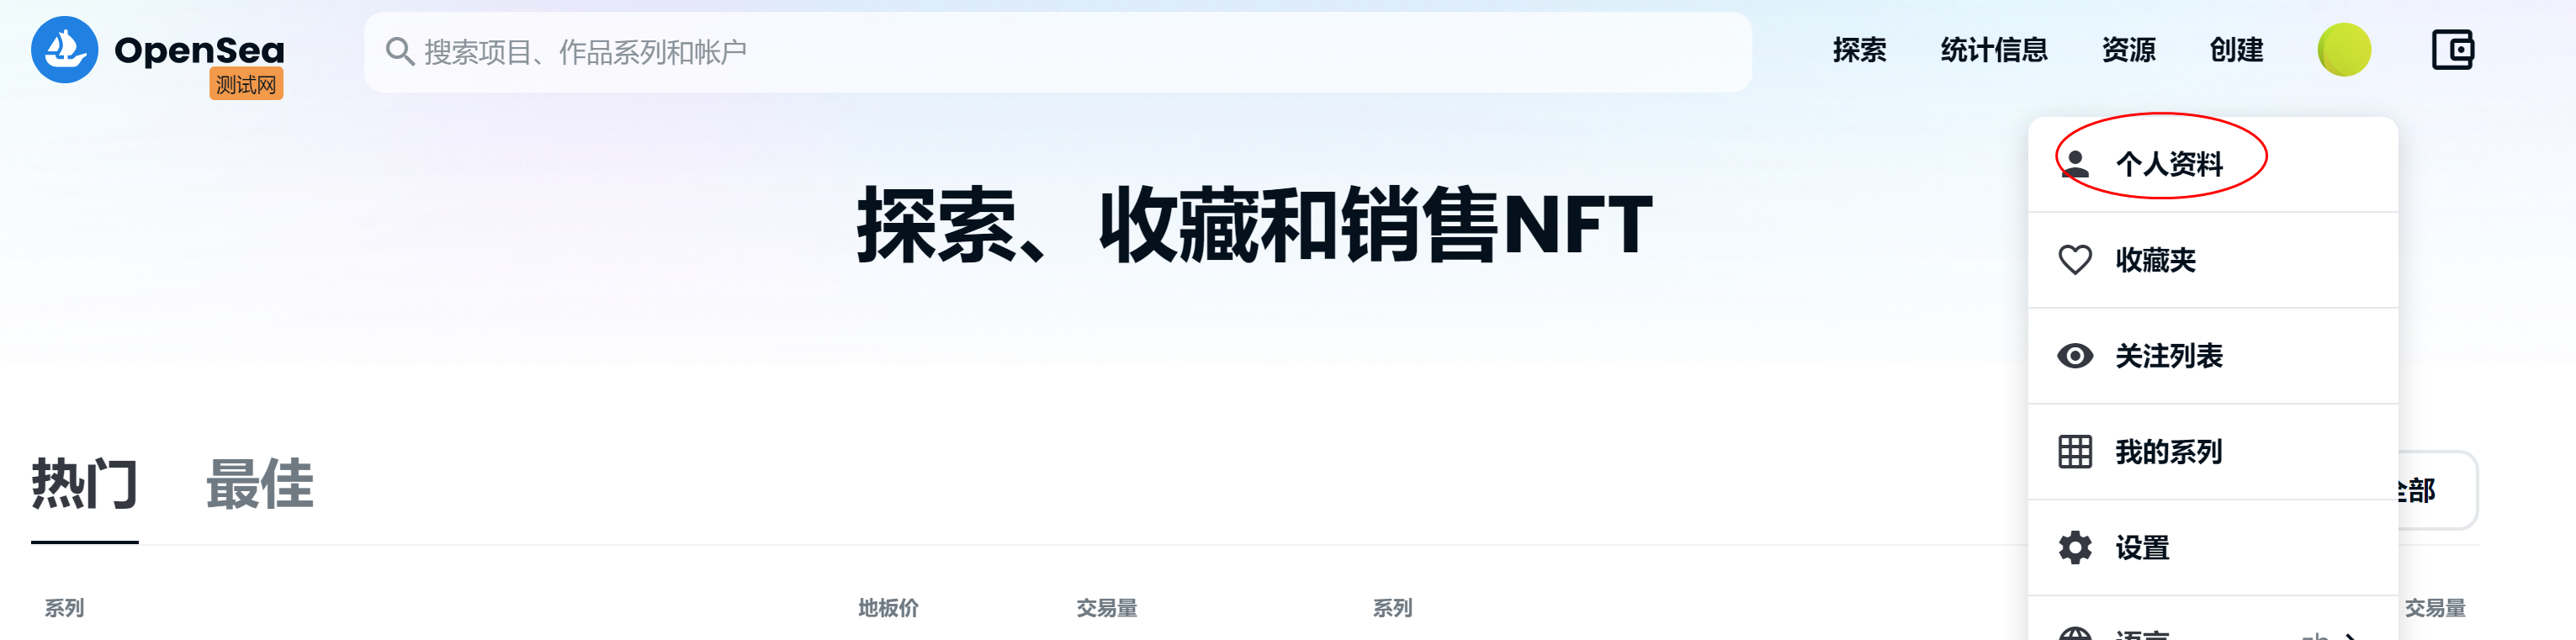 OpenSea
测试网
搜索项目、作品系列和帐户
探索
统计信息
资源
创建
个人资料
收藏夹
关注列表
我的系列
设置
探索、收藏和销售NFT
热门
最佳
全部
系列
地板价
交易量
系列
交易量